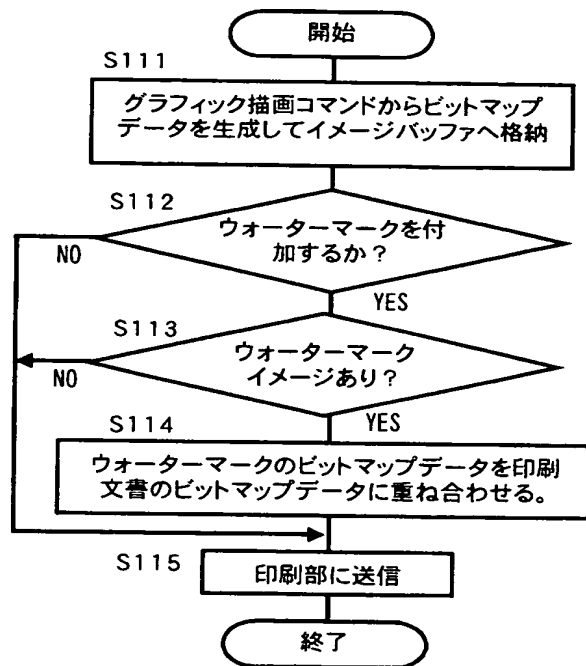 開始
S111
グラフィック描画コマンドからビットマップ
データを生成してイメージバッファへ格納
S112
ウォーターマークを付
加するか?
NO
YES
S113
ウォーターマーク
イメージあり?
NO
YES
S114
ウォーターマークのビットマップデータを印刷
文書のビットマップデータに重ね合わせる。
S115
印刷部に送信
終了